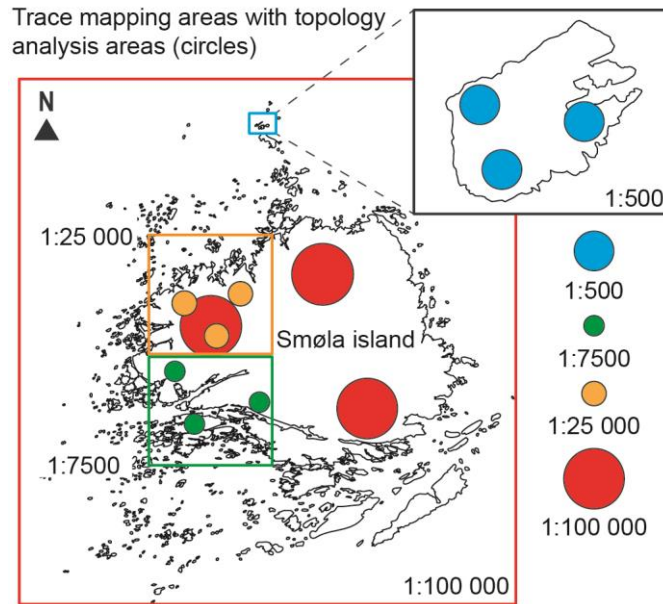 Trace mapping areas with topology
analysis areas (circles)
N
1:500
1:25 000
1:500
Smøla island
1:7500
1:25 000
1:7500
1:100 000
1:100 000